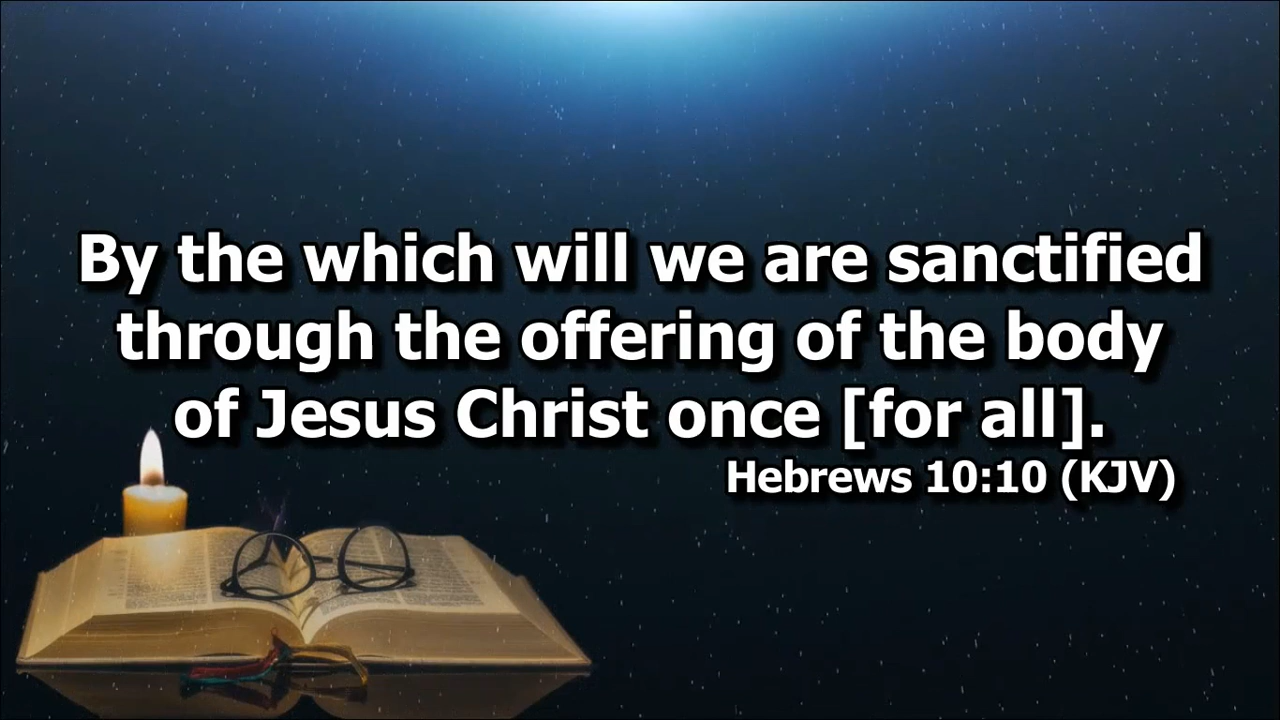 By the which will we are sanctified
through the offering of the body
of Jesus Christ once [for all].
Hebrews 10:10 (KJV)